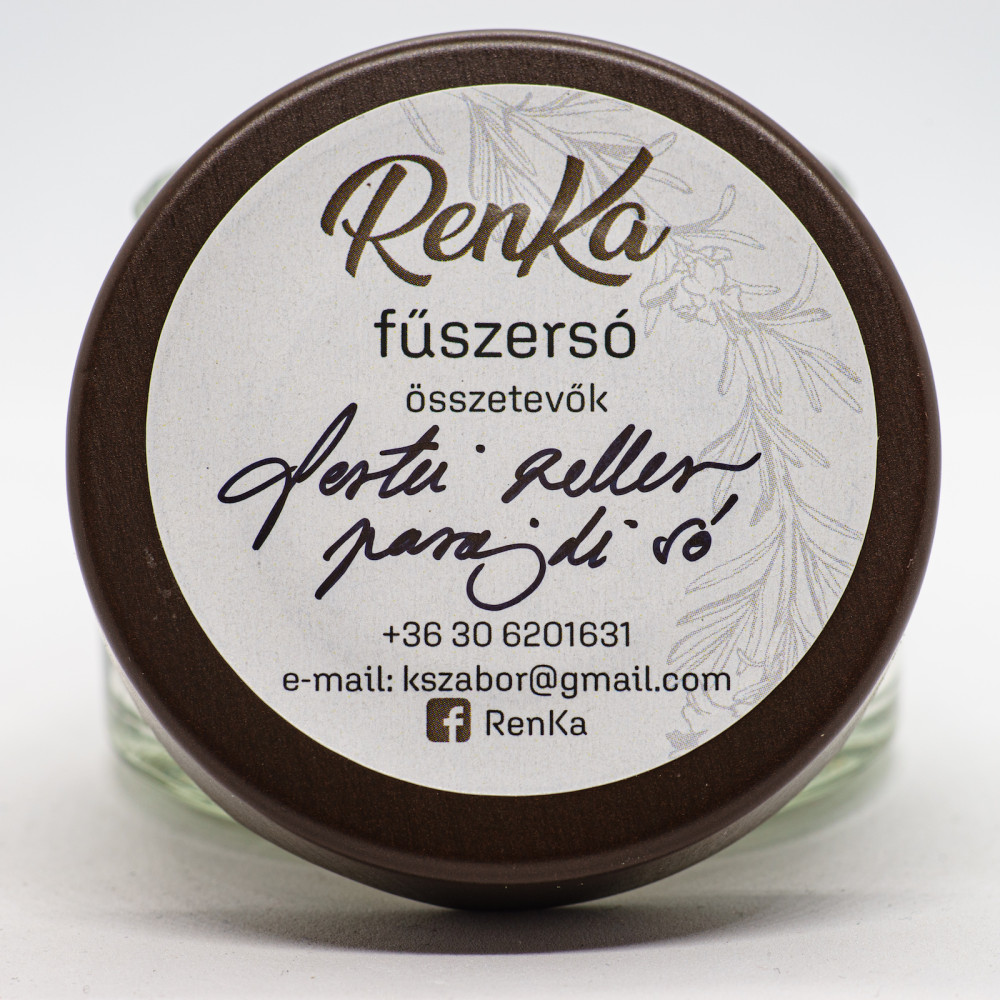 RenKa
fűszersó
összetevők
zeller
parajdi só
+36 30 6201631
e-mail: kszabor@gmail.com
f RenKa